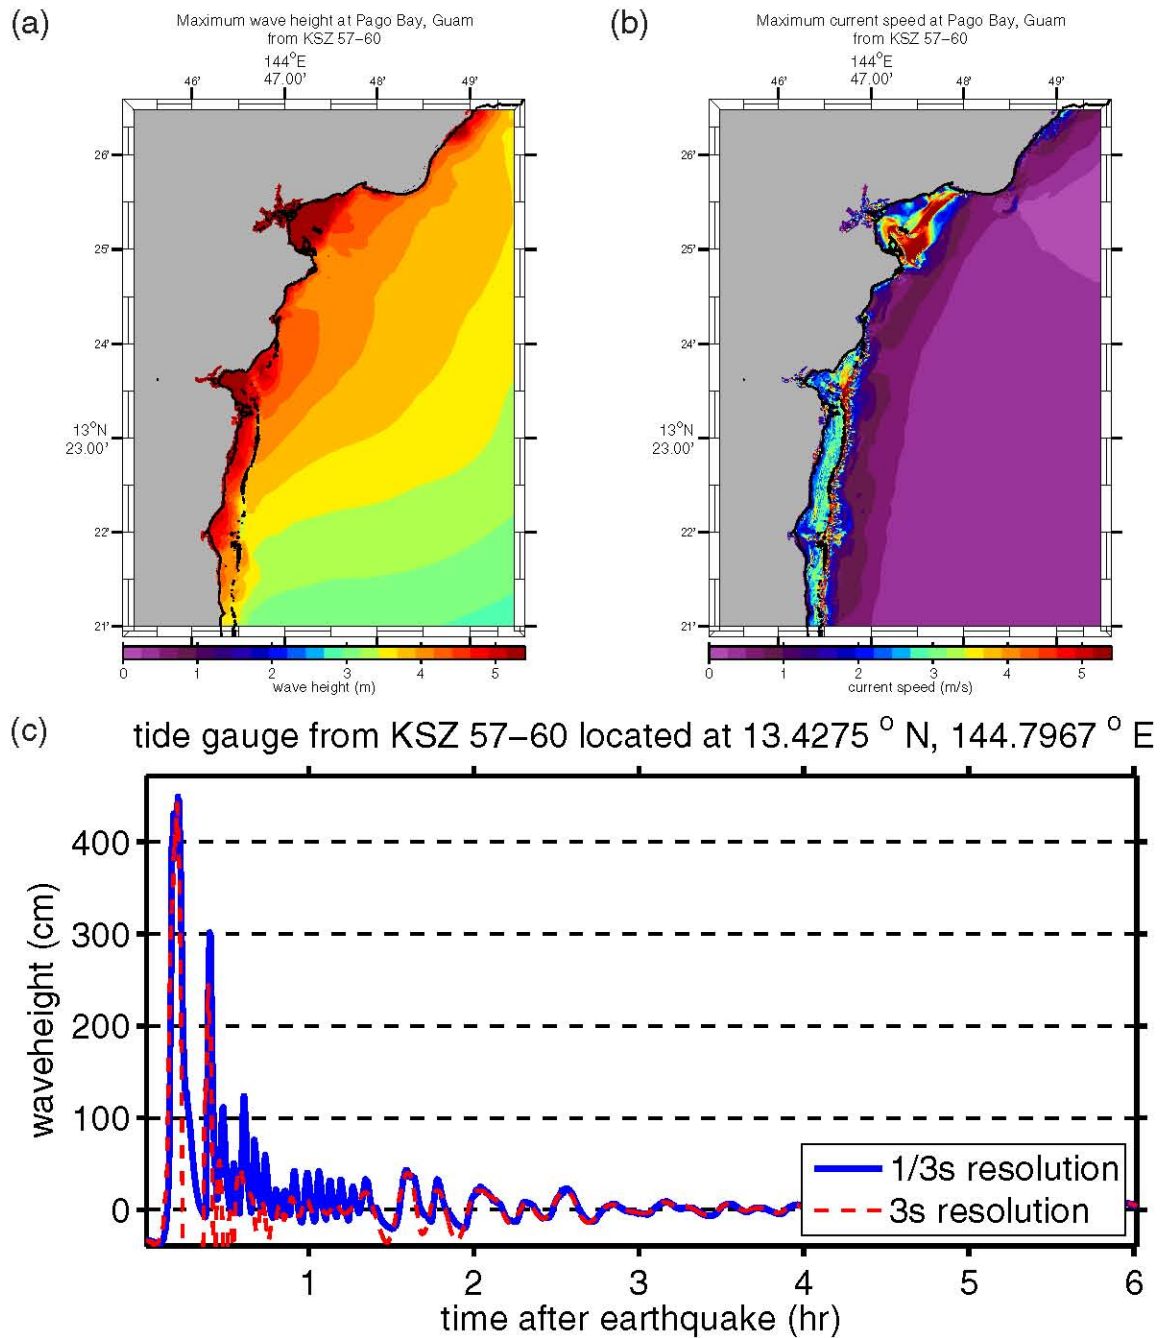 (a)
Maximum wave height at Pago Bay, Guam
from KSZ 57–60
144°E
46' 47.00' 48' 49'
26'
25'
24'
13°N
23.00'
22'
21'
0 1 2 3 4 5
wave height (m)
(b)
Maximum current speed at Pago Bay, Guam
from KSZ 57–60
144°E
46' 47.00' 48' 49'
26'
25'
24'
13°N
23.00'
22'
21'
0 1 2 3 4 5
current speed (m/s)
(c)
tide gauge from KSZ 57–60 located at 13.4275 ° N, 144.7967 ° E
waveheight (cm)
400
300
200
100
0
1/3s resolution
3s resolution
1 2 3 4 5 6
time after earthquake (hr)